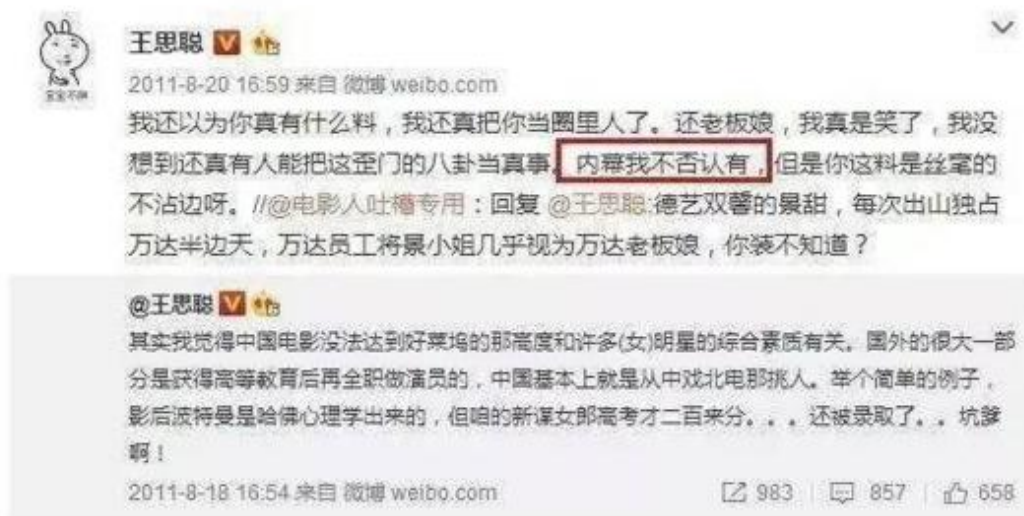 王思聪
2011-8-20 16:59 来自 微博 weibo.com
我还以为你真有什么料，我还真把你当圈里人了。还老板娘，我真是笑了，我没
想到还真有人能把这歪门的八卦当真事。内幕我不否认有，但是你这料是丝毫的
不沾边呀。//@电影人吐槽专用：回复 @王思聪:德艺双馨的景甜，每次出山独占
万达半边天，万达员工将景小姐几乎视为万达老板娘，你装不知道？
@王思聪
其实我觉得中国电影没法达到好莱坞的那高度和许多(女)明星的综合素质有关。国外的很大一部
分是获得高等教育后再全职做演员的，中国基本上就是从中戏北电那挑人。举个简单的例子，
影后波特曼是哈佛心理学出来的，但咱的新谋女郎高考才二百来分。。。还被录取了。。坑爹
啊！
2011-8-18 16:54 来自 微博 weibo.com 983 857 658